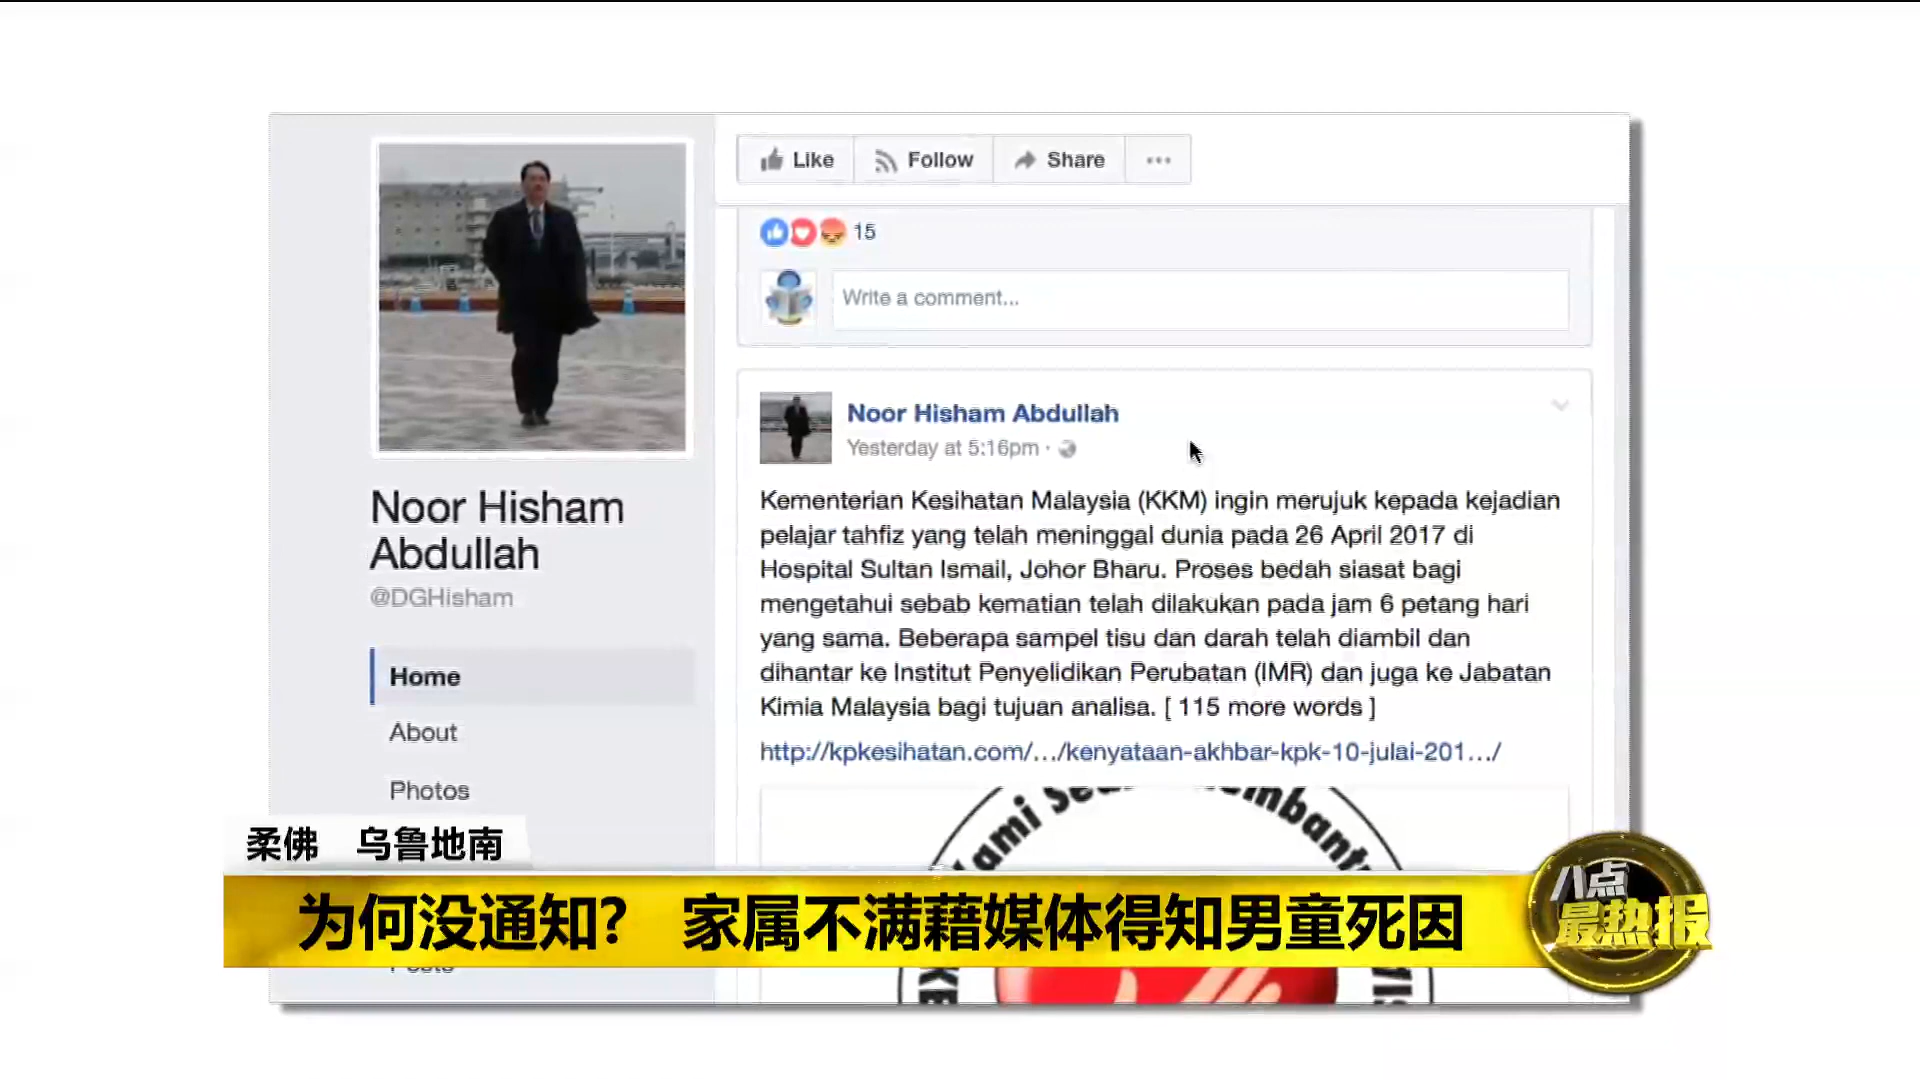 Like
Follow
Share
15
Write a comment...
Noor Hisham Abdullah
Yesterday at 5:16pm ·
Kementerian Kesihatan Malaysia (KKM) ingin merujuk kepada kejadian
pelajar tahfiz yang telah meninggal dunia pada 26 April 2017 di
Hospital Sultan Ismail, Johor Bharu. Proses bedah siasat bagi
mengetahui sebab kematian telah dilakukan pada jam 6 petang hari
yang sama. Beberapa sampel tisu dan darah telah diambil dan
dihantar ke Institut Penyelidikan Perubatan (IMR) dan juga ke Jabatan
Kimia Malaysia bagi tujuan analisa. [ 115 more words ]
http://kpkesihatan.com/…/kenyataan-akhbar-kpk-10-julai-201…/
Noor Hisham
Abdullah
@DGHisham
Home
About
Photos
柔佛 乌鲁地南
为何没通知? 家属不满藉媒体得知男童死因
八点
最热报